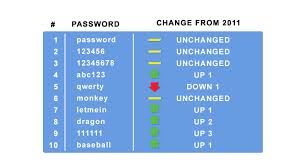 # PASSWORD CHANGE FROM 2011
1 password UNCHANGED
2 123456 UNCHANGED
3 12345678 UNCHANGED
4 abc123 UP 1
5 qwerty DOWN 1
6 monkey UNCHANGED
7 letmein UP 1
8 dragon UP 2
9 111111 UP 3
10 baseball UP 1